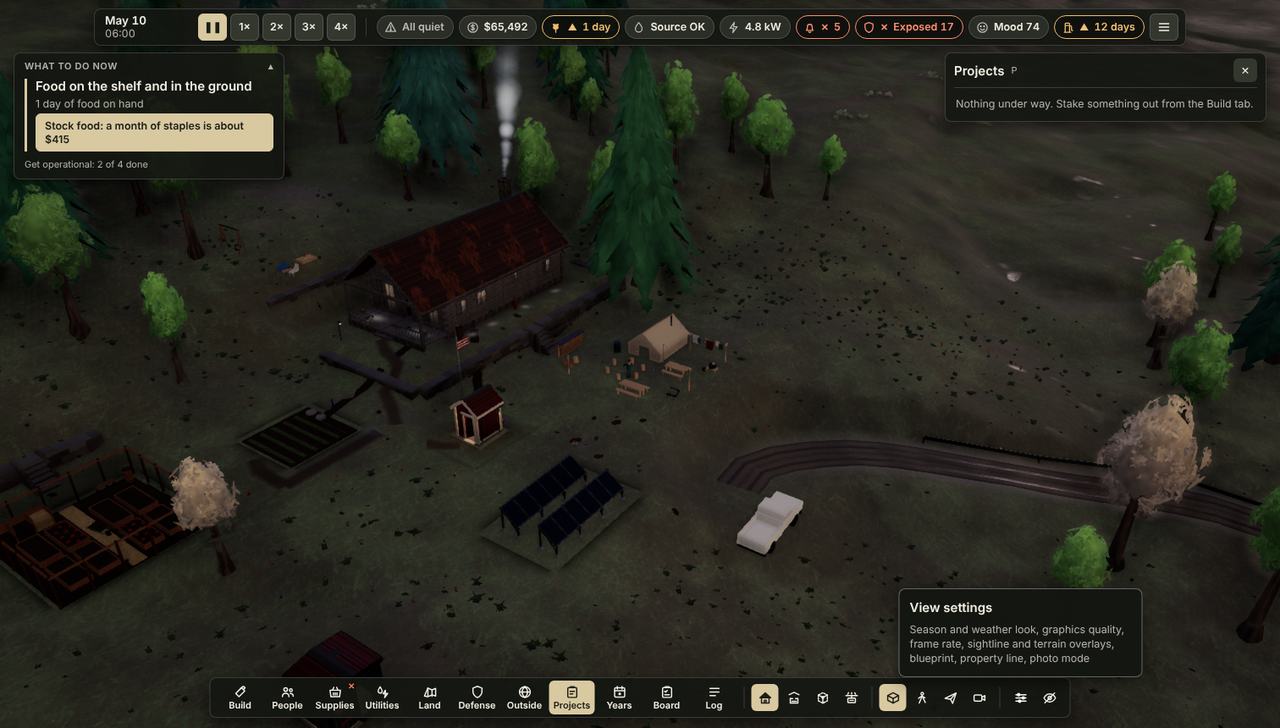 May 10
06:00
1×
2×
3×
4×
All quiet
$65,492
▲ 1 day
Source OK
4.8 kW
× 5
× Exposed 17
Mood 74
▲ 12 days
WHAT TO DO NOW
Food on the shelf and in the ground
1 day of food on hand
Stock food: a month of staples is about
$415
Get operational: 2 of 4 done
Projects P
Nothing under way. Stake something out from the Build tab.
View settings
Season and weather look, graphics quality,
frame rate, sightline and terrain overlays,
blueprint, property line, photo mode
Build
People
Supplies
Utilities
Land
Defense
Outside
Projects
Years
Board
Log